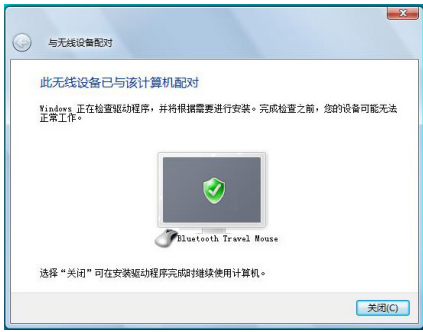 与无线设备配对
此无线设备已与该计算机配对
Windows 正在检查驱动程序，并将根据需要进行安装。完成检查之前，您的设备可能无法
正常工作。
Bluetooth Travel Mouse
选择“关闭”可在安装驱动程序完成时继续使用计算机。
关闭(C)